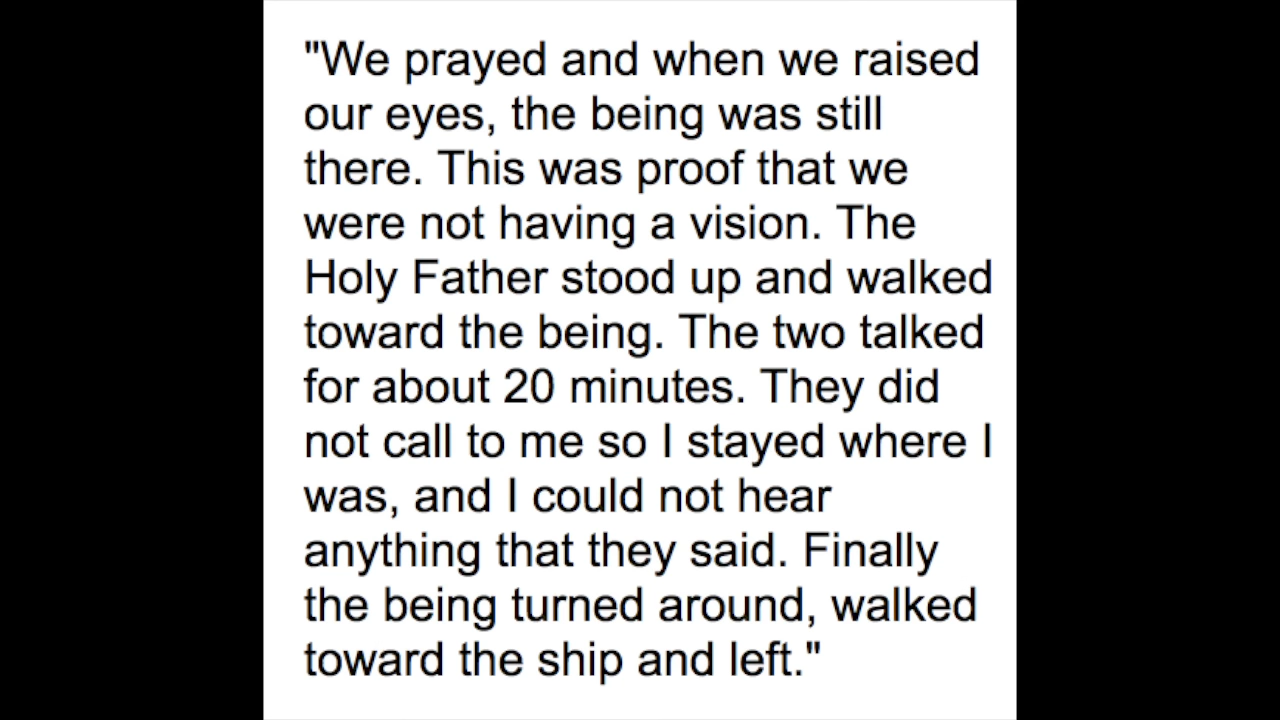 "We prayed and when we raised
our eyes, the being was still
there. This was proof that we
were not having a vision. The
Holy Father stood up and walked
toward the being. The two talked
for about 20 minutes. They did
not call to me so I stayed where I
was, and I could not hear
anything that they said. Finally
the being turned around, walked
toward the ship and left."